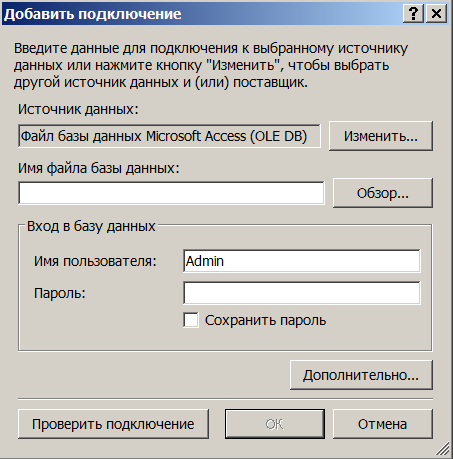 Добавить подключение
Введите данные для подключения к выбранному источнику
данных или нажмите кнопку "Изменить", чтобы выбрать
другой источник данных и (или) поставщик.
Источник данных:
Файл базы данных Microsoft Access (OLE DB)
Изменить...
Имя файла базы данных:
Обзор...
Вход в базу данных
Имя пользователя:
Admin
Пароль:
Сохранить пароль
Дополнительно...
Проверить подключение
ОК
Отмена